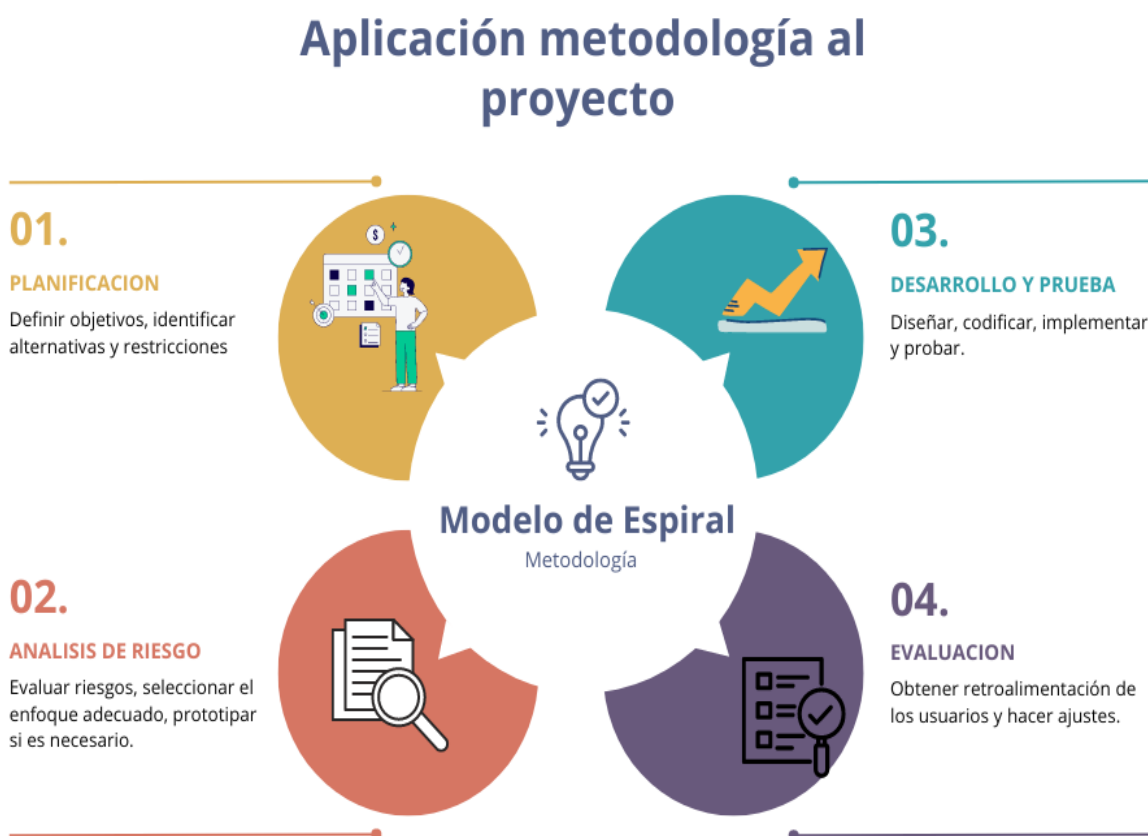 Aplicación metodología al
proyecto
01.
PLANIFICACION
Definir objetivos, identificar
alternativas y restricciones
$
02.
ANALISIS DE RIESGO
Evaluar riesgos, seleccionar el
enfoque adecuado, prototipar
si es necesario.
Modelo de Espiral
Metodología
03.
DESARROLLO Y PRUEBA
Diseñar, codificar, implementar
y probar.
04.
EVALUACION
Obtener retroalimentación de
los usuarios y hacer ajustes.